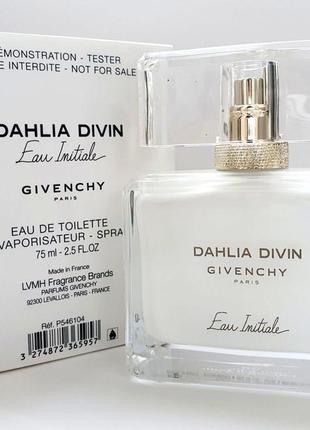 DÉMONSTRATION - TESTER
INTERDITE - NOT FOR SALE
DAHLIA DIVIN
Eau Initiale
GIVENCHY
PARIS
EAU DE TOILETTE
VAPORISATEUR - SPRAY
75 ml - 2.5 FL.OZ
Made in France
LVMH Fragrance Brands
PARFUMS GIVENCHY
92300 LEVALLOIS - PARIS - FRANCE
Réf. P546104
3 274872 365957
DAHLIA DIVIN
GIVENCHY
PARIS
Eau Initiale